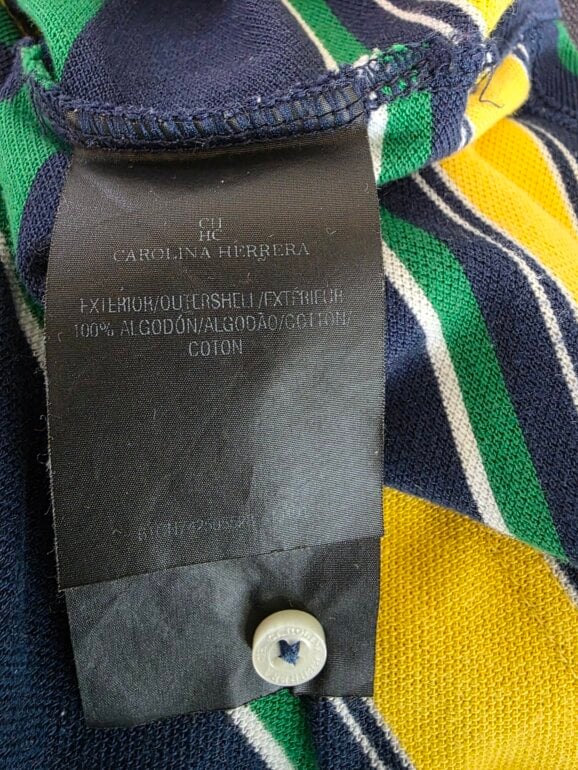 CH
HC
CAROLINA HERRERA
EXTERIOR/OUTERSHELL/EXTÉRIEUR
100% ALGODÓN/ALGODÃO/COTTON/
COTON